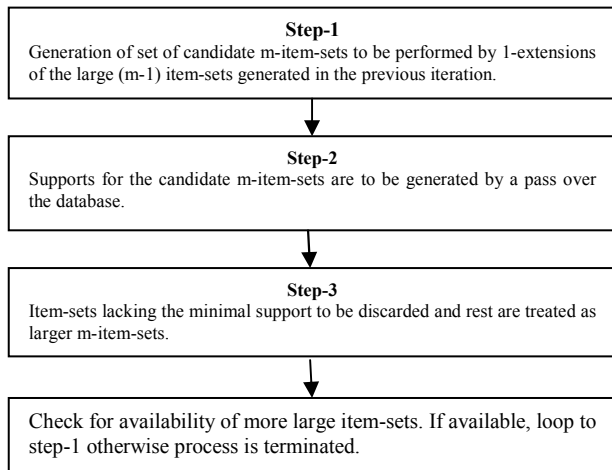 Step-1
Generation of set of candidate m-item-sets to be performed by 1-extensions
of the large (m-1) item-sets generated in the previous iteration.
Step-2
Supports for the candidate m-item-sets are to be generated by a pass over
the database.
Step-3
Item-sets lacking the minimal support to be discarded and rest are treated as
larger m-item-sets.
Check for availability of more large item-sets. If available, loop to
step-1 otherwise process is terminated.